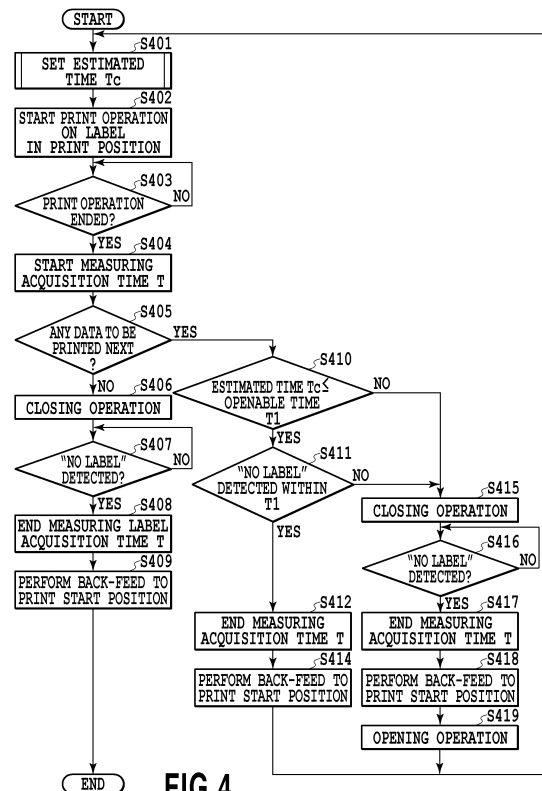 START
S401
SET ESTIMATED
TIME Tc
S402
START PRINT OPERATION
ON LABEL
IN PRINT POSITION
S403
PRINT OPERATION
ENDED?
NO
YES
S404
START MEASURING
ACQUISITION TIME T
S405
ANY DATA TO BE
PRINTED NEXT
?
YES
NO
S406
CLOSING OPERATION
S407
"NO LABEL"
DETECTED?
NO
YES
S408
END MEASURING LABEL
ACQUISITION TIME T
S409
PERFORM BACK-FEED TO
PRINT START POSITION
END
S410
ESTIMATED TIME Tc≤
OPENABLE TIME
T1
NO
YES
S411
"NO LABEL"
DETECTED WITHIN
T1
NO
YES
S412
END MEASURING
ACQUISITION TIME T
S414
PERFORM BACK-FEED TO
PRINT START POSITION
S415
CLOSING OPERATION
S416
"NO LABEL"
DETECTED?
NO
YES
S417
END MEASURING
ACQUISITION TIME T
S418
PERFORM BACK-FEED TO
PRINT START POSITION
S419
OPENING OPERATION
FIG.4